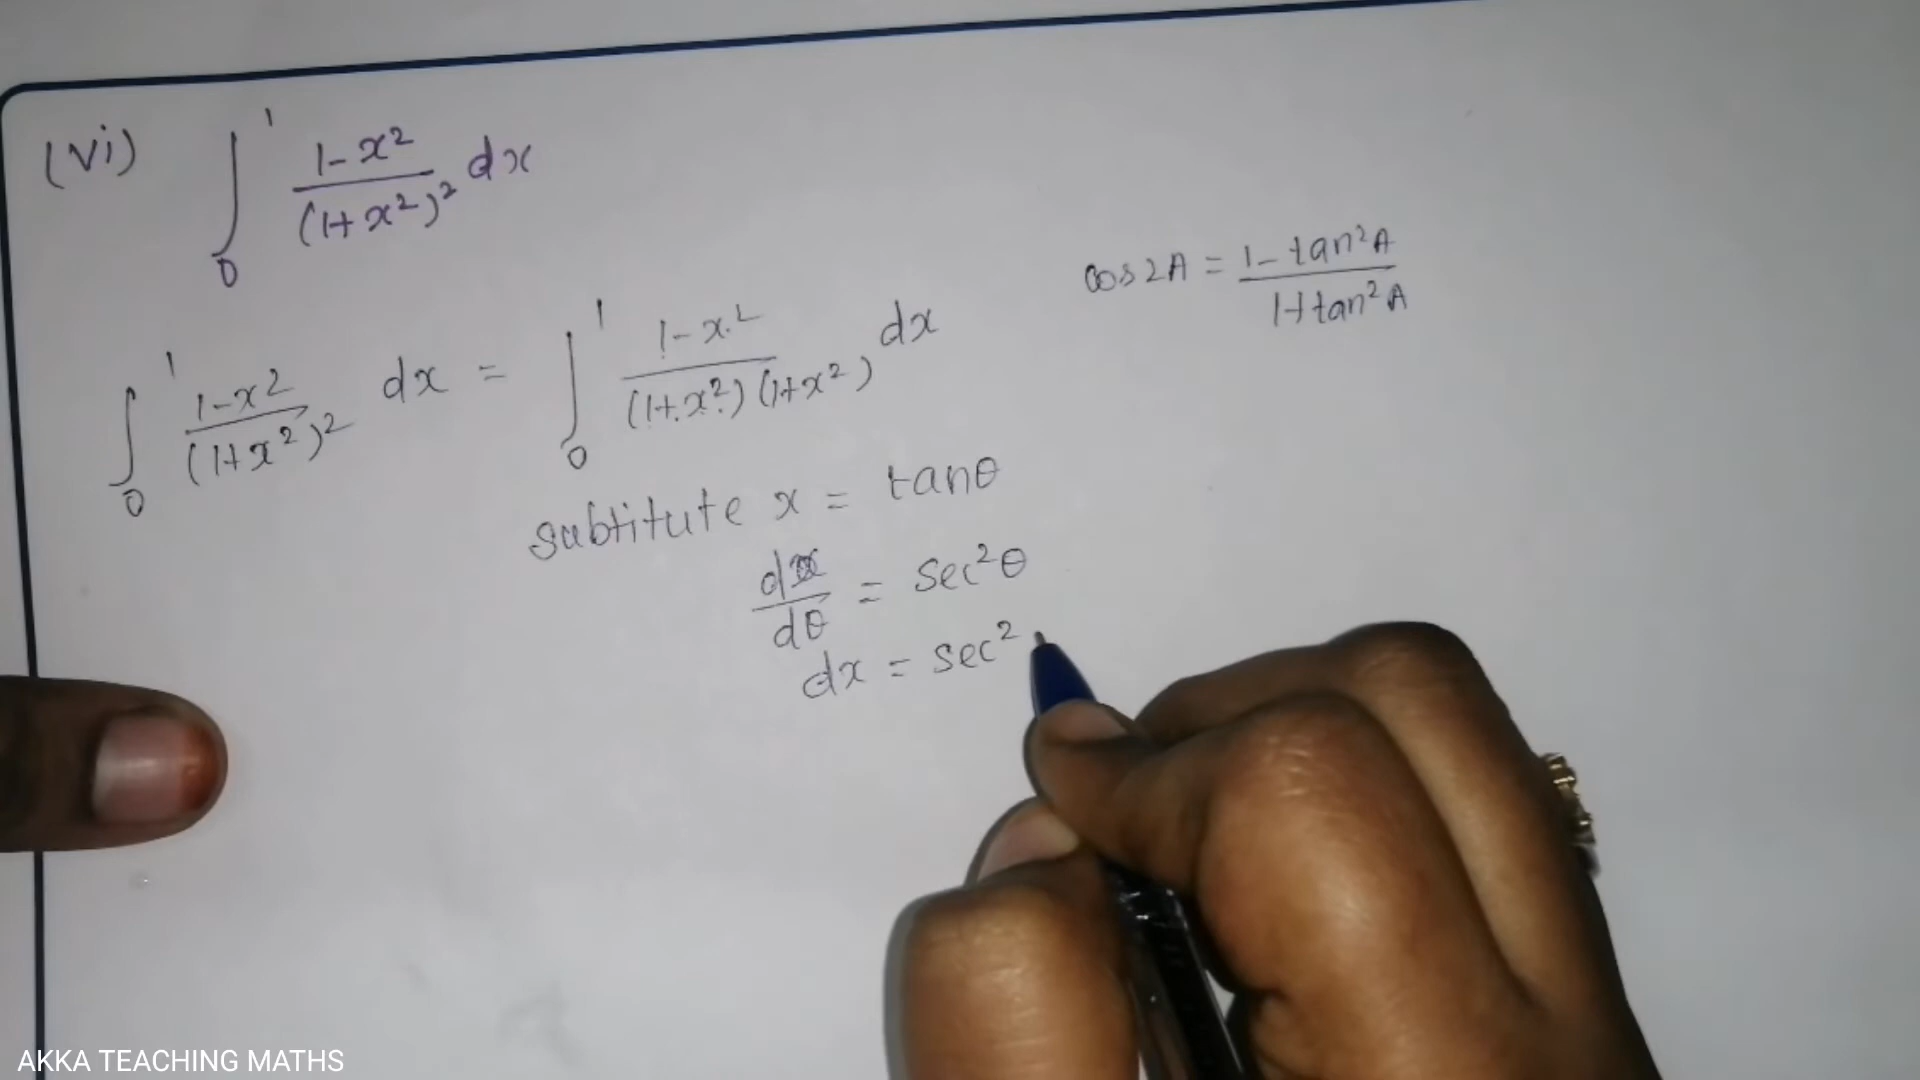 (vi) ∫₀¹ (1-x²)/(1+x²)² dx
cos 2A = (1-tan²A)/(1+tan²A)
∫₀¹ (1-x²)/(1+x²)² dx = ∫₀¹ (1-x²)/((1+x²)(1+x²)) dx
subtitute x = tanθ
dx/dθ = sec²θ
dx = sec²
AKKA TEACHING MATHS